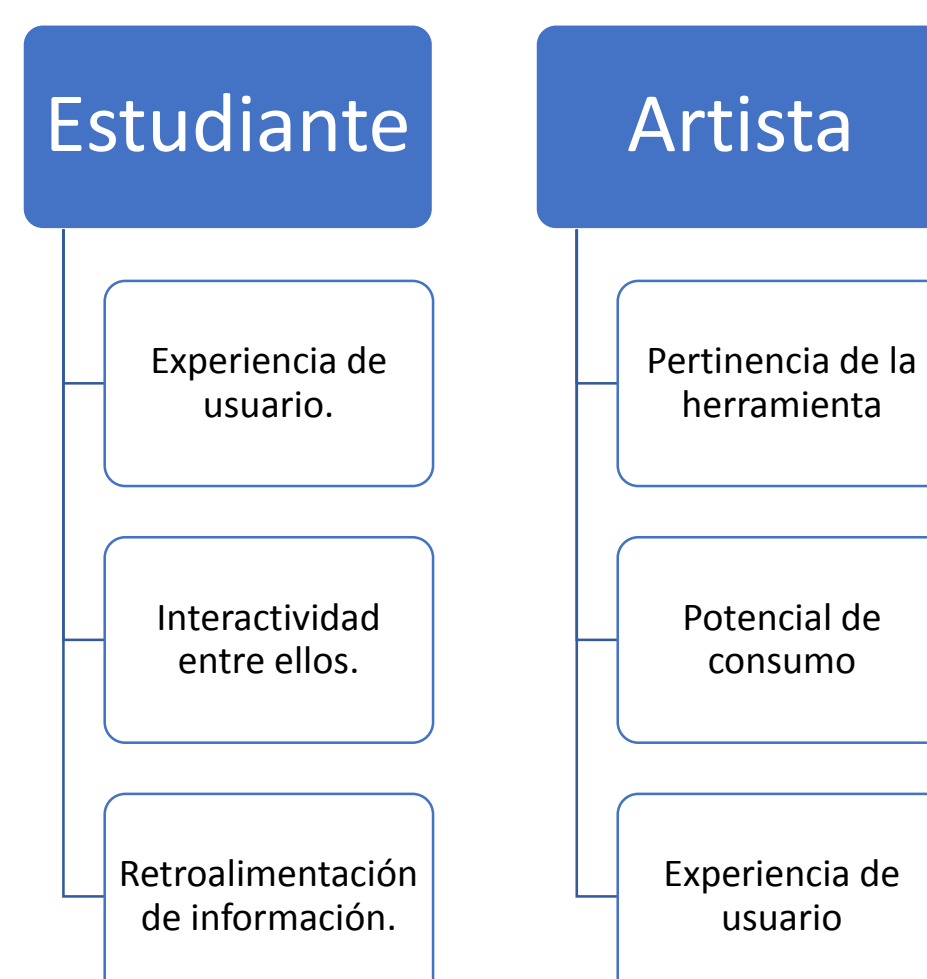 Estudiante
Experiencia de
usuario.
Interactividad
entre ellos.
Retroalimentación
de información.
Artista
Pertinencia de la
herramienta
Potencial de
consumo
Experiencia de
usuario